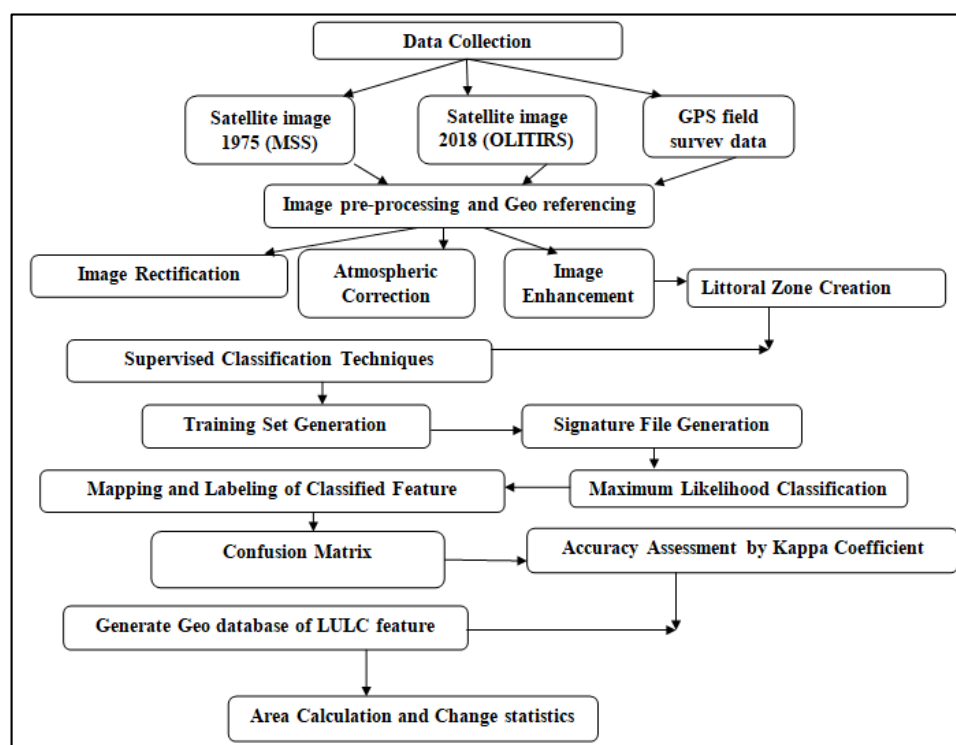 Data Collection
Satellite image
1975 (MSS)
Satellite image
2018 (OLITIRS)
GPS field
survev data
Image pre-processing and Geo referencing
Image Rectification
Atmospheric
Correction
Image
Enhancement
Littoral Zone Creation
Supervised Classification Techniques
Training Set Generation
Signature File Generation
Mapping and Labeling of Classified Feature
Maximum Likelihood Classification
Confusion Matrix
Accuracy Assessment by Kappa Coefficient
Generate Geo database of LULC feature
Area Calculation and Change statistics